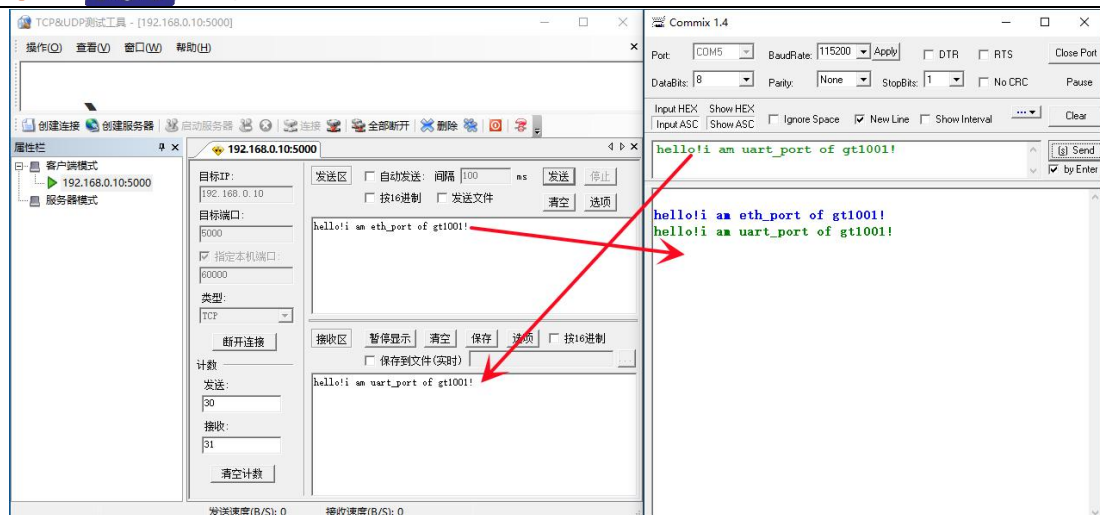 TCP&UDP测试工具 - [192.168.0.10:5000]
操作(O) 查看(V) 窗口(W) 帮助(H)
创建连接 创建服务器 启动服务器 连接 全部断开 删除
属性栏
客户端模式
192.168.0.10:5000
服务器模式
192.168.0.10:5000
目标IP:
192.168.0.10
目标端口:
5000
指定本机端口:
60000
类型:
TCP
断开连接
计数
发送:
30
接收:
31
清空计数
发送区 自动发送: 间隔 100 ms 发送 停止
按16进制 发送文件 清空 选项
hello!i am eth_port of gt1001!
接收区 暂停显示 清空 保存 选项 按16进制
保存到文件(实时) ...
hello!i am uart_port of gt1001!
发送速度(B/S): 0 接收速度(B/S): 0
Commix 1.4
Port: COM5 BaudRate: 115200 Apply DTR RTS Close Port
DataBits: 8 Parity: None StopBits: 1 No CRC Pause
Input HEX Show HEX
Input ASC Show ASC Ignore Space New Line Show Interval ... Clear
hello!i am uart_port of gt1001!
(s) Send
by Enter
hello!i am eth_port of gt1001!
hello!i am uart_port of gt1001!